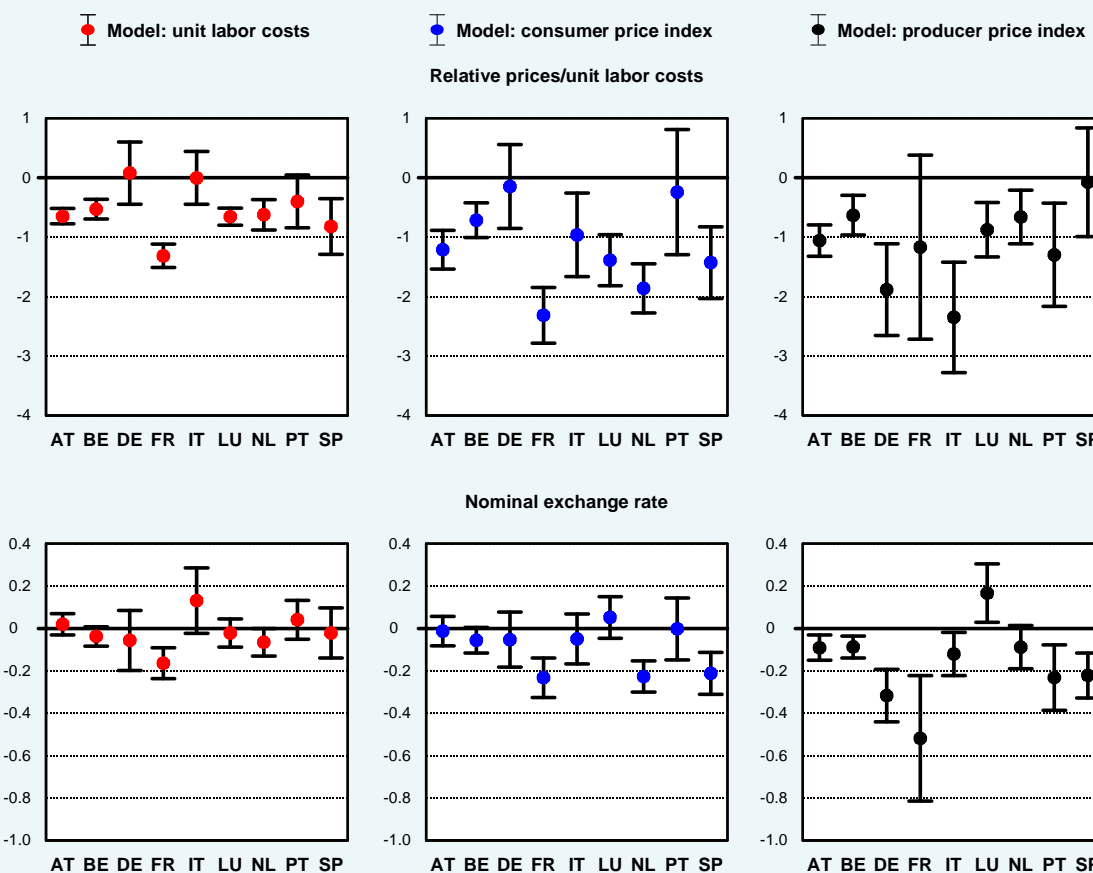 Model: unit labor costs Model: consumer price index Model: producer price index
Relative prices/unit labor costs
1 1 1
0 0 0
-1 -1 -1
-2 -2 -2
-3 -3 -3
-4 -4 -4
AT BE DE FR IT LU NL PT SP AT BE DE FR IT LU NL PT SP AT BE DE FR IT LU NL PT SP
Nominal exchange rate
0.4 0.4 0.4
0.2 0.2 0.2
0 0 0
-0.2 -0.2 -0.2
-0.4 -0.4 -0.4
-0.6 -0.6 -0.6
-0.8 -0.8 -0.8
-1.0 -1.0 -1.0
AT BE DE FR IT LU NL PT SP AT BE DE FR IT LU NL PT SP AT BE DE FR IT LU NL PT SP